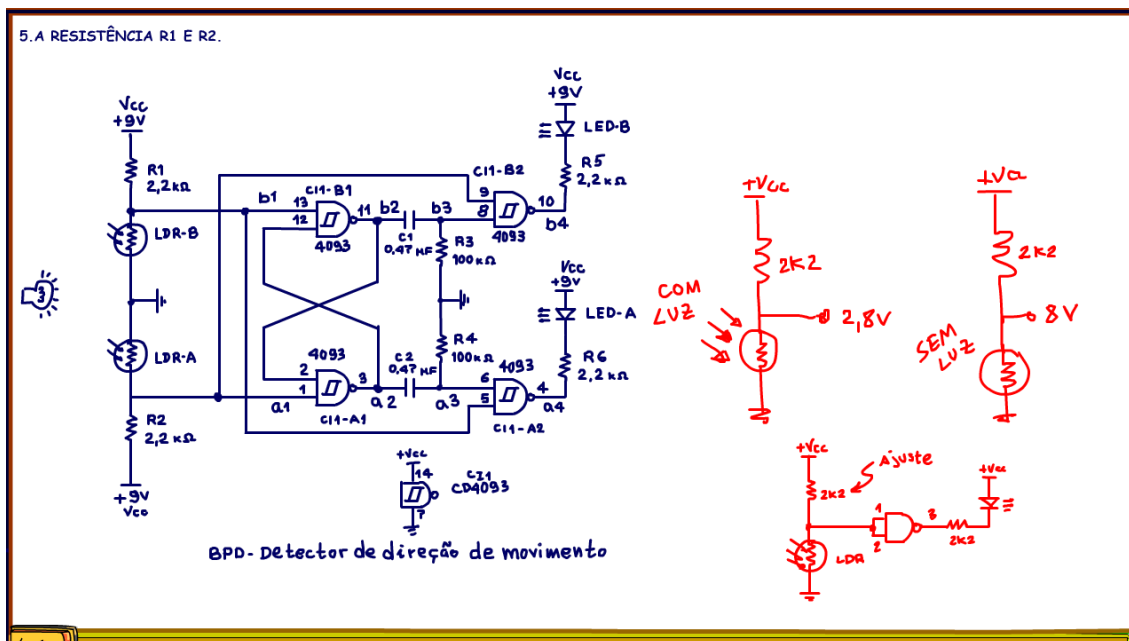 5.A RESISTÊNCIA R1 E R2.
Vcc
+9V
R1
2,2kΩ
b1
LDR-B
LDR-A
a1
R2
2,2kΩ
+9V
Vcc
CI1-B1
13
12
11
4093
b2
C1
0,47 µF
b3
R3
100kΩ
R4
100kΩ
4093
2
1
3
CI1-A1
a2
C2
0,47µF
a3
CI1-B2
9
8
10
4093
b4
Vcc
+9V
LED-B
R5
2,2kΩ
Vcc
+9v
LED-A
R6
2,2kΩ
4093
6
5
4
a4
CI1-A2
+Vcc
14
7
CI1
CD4093
BPD-Detector de direção de movimento
+Vcc
2K2
COM
LUZ
2,8V
+Vcc
2K2
8V
SEM
LUZ
+Vcc
Ajuste
2K2
1
2
3
2K2
+Vcc
LDR